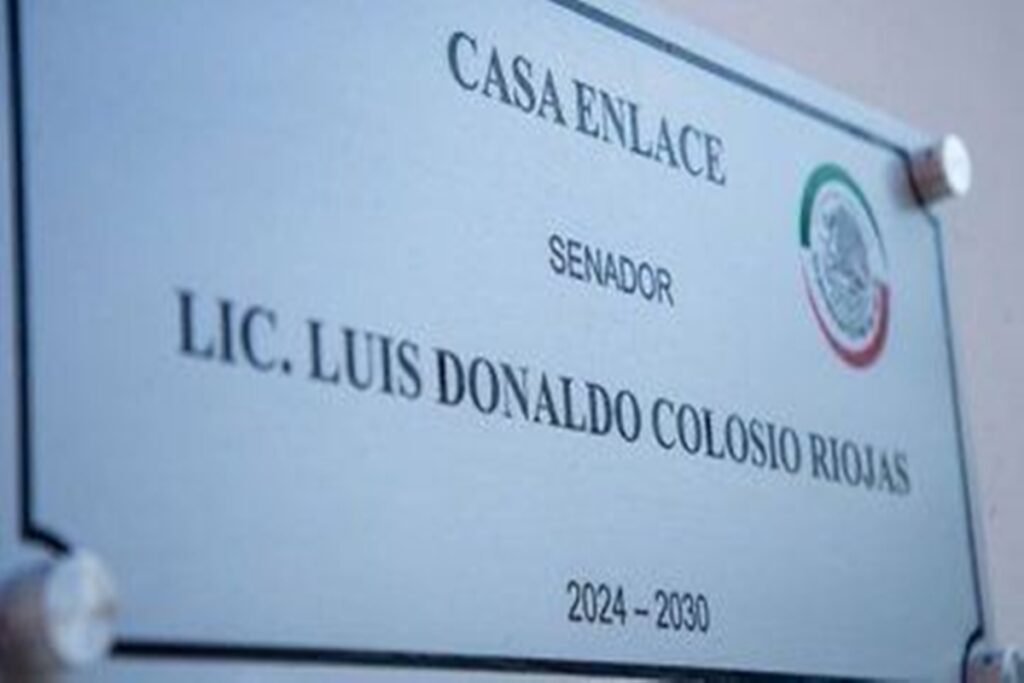 CASA ENLACE
SENADOR
LIC. LUIS DONALDO COLOSIO RIOJAS
2024 – 2030